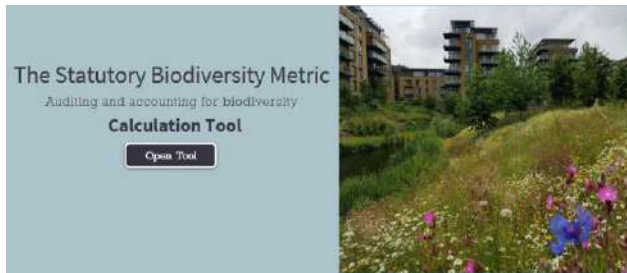 The Statutory Biodiversity Metric
Auditing and accounting for biodiversity
Calculation Tool
Open Tool